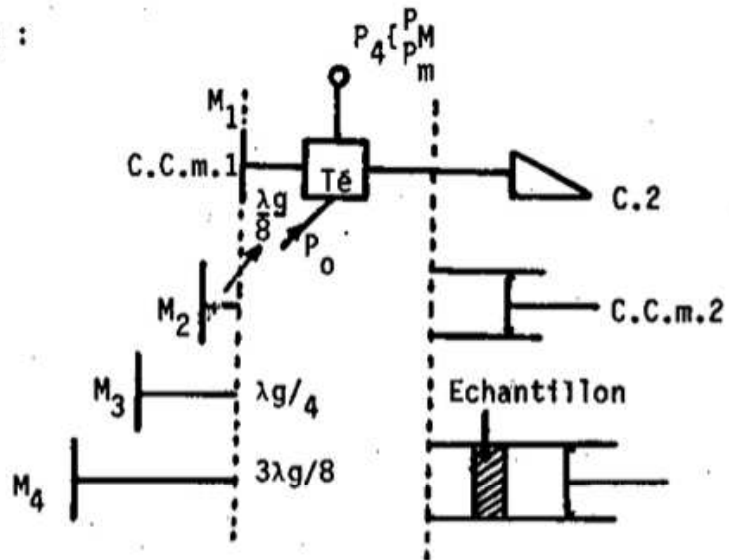 :
P4{PM
Pm
M1
C.C.m.1
Té
C.2
λg/8
Po
M2
C.C.m.2
M3
λg/4
Echantillon
M4
3λg/8